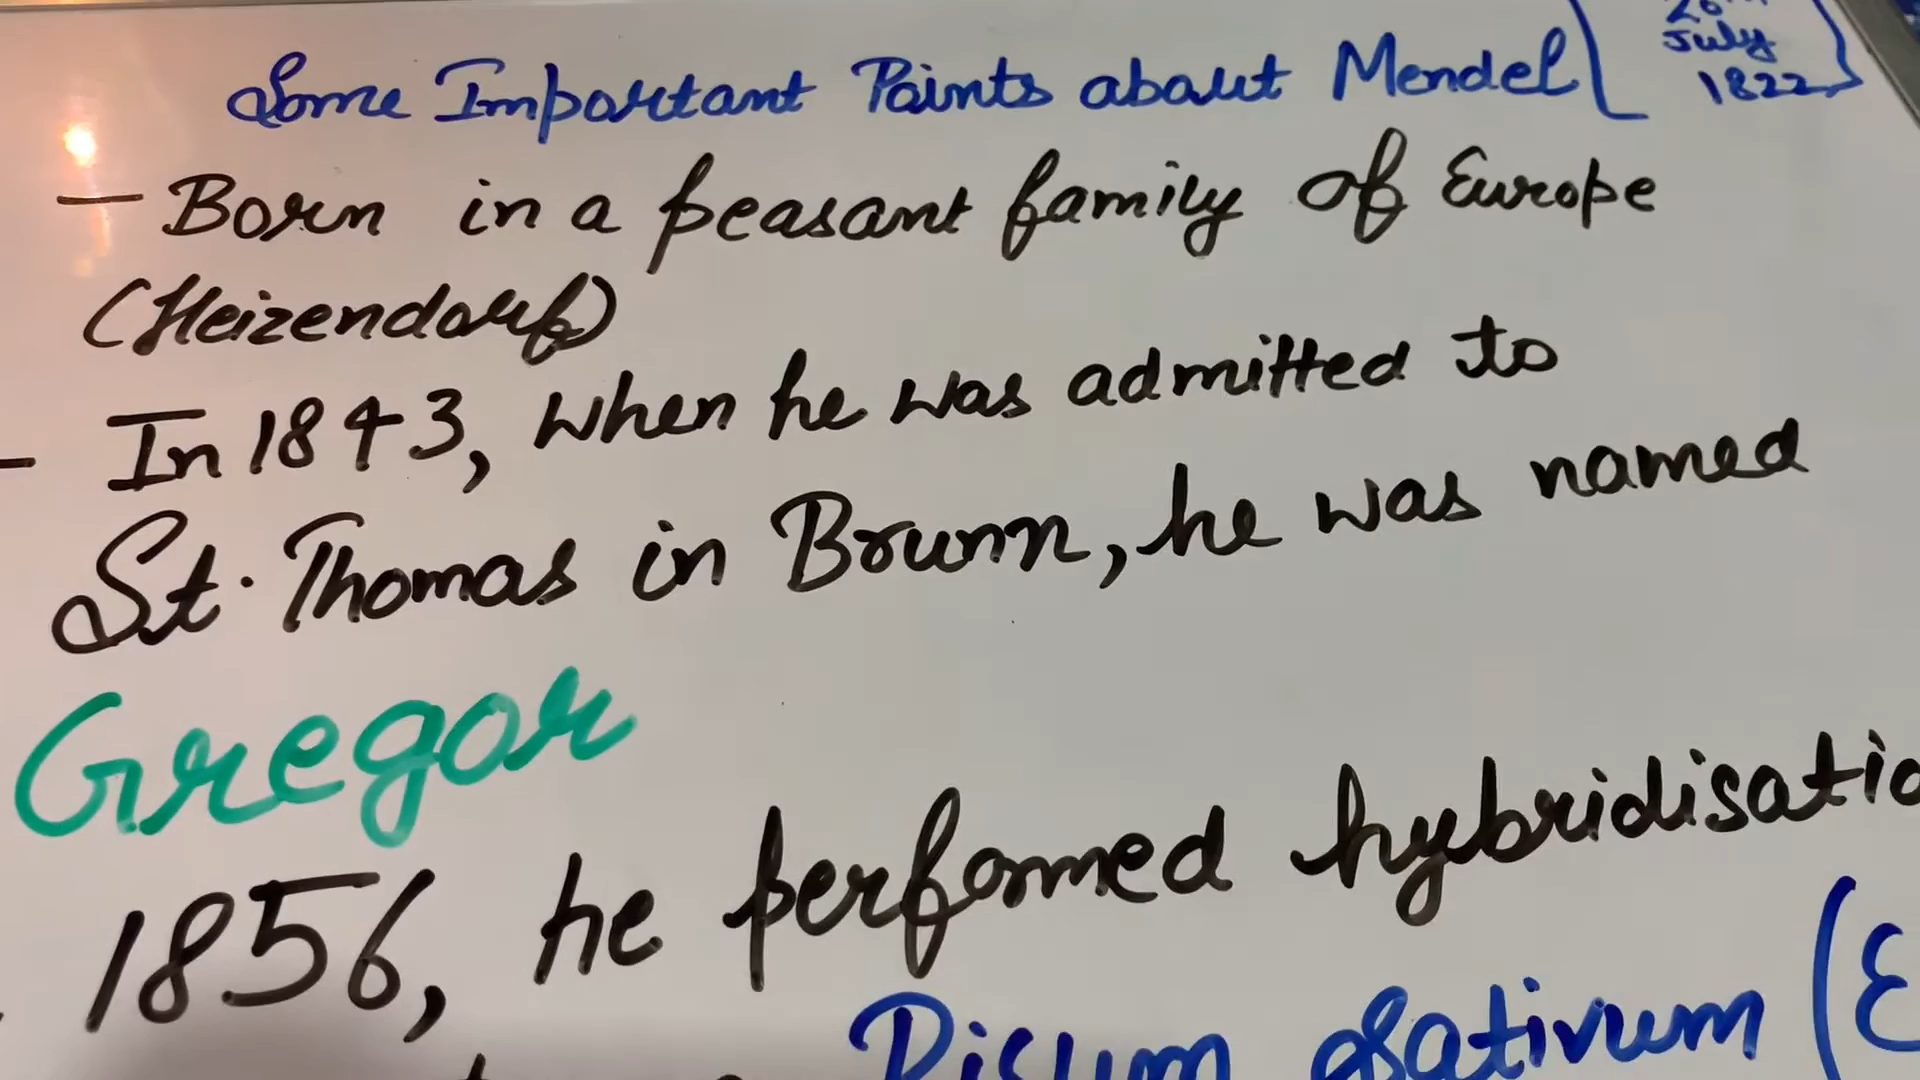 Some Important Points about Mendel [20th July 1822]
– Born in a peasant family of Europe
(Heizendorf)
- In 1843, when he was admitted to
St. Thomas in Brunn, he was named
Gregor
1856, he performed hybridisatio
Pisum sativum (